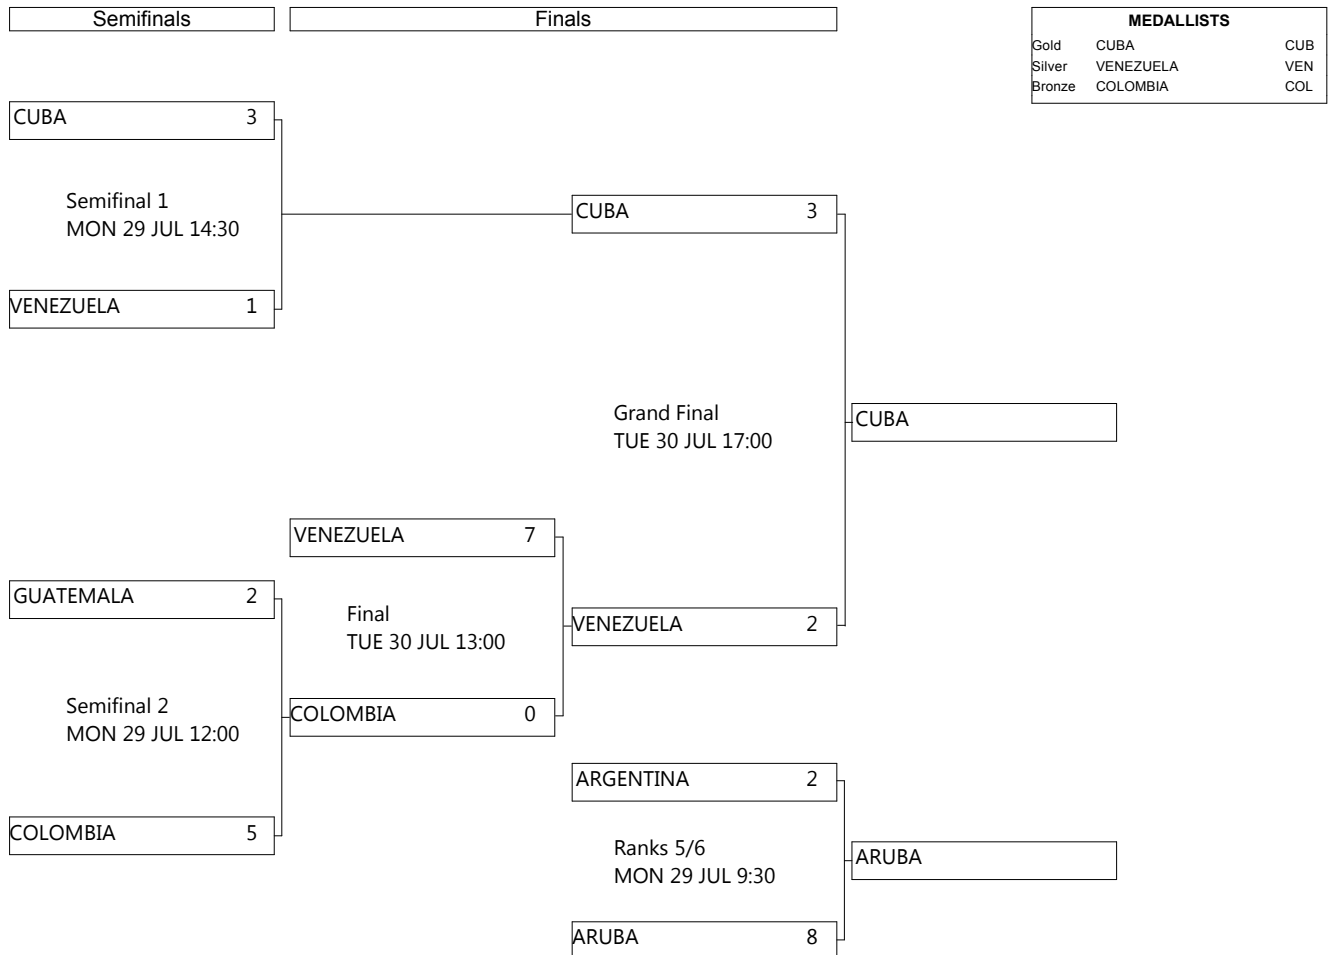 Semifinals
Finals
MEDALLISTS
Gold CUBA CUB
Silver VENEZUELA VEN
Bronze COLOMBIA COL
CUBA 3
Semifinal 1
MON 29 JUL 14:30
VENEZUELA 1
CUBA 3
Grand Final
TUE 30 JUL 17:00
CUBA
VENEZUELA 7
Final
TUE 30 JUL 13:00
COLOMBIA 0
VENEZUELA 2
GUATEMALA 2
Semifinal 2
MON 29 JUL 12:00
COLOMBIA 5
ARGENTINA 2
Ranks 5/6
MON 29 JUL 9:30
ARUBA 8
ARUBA